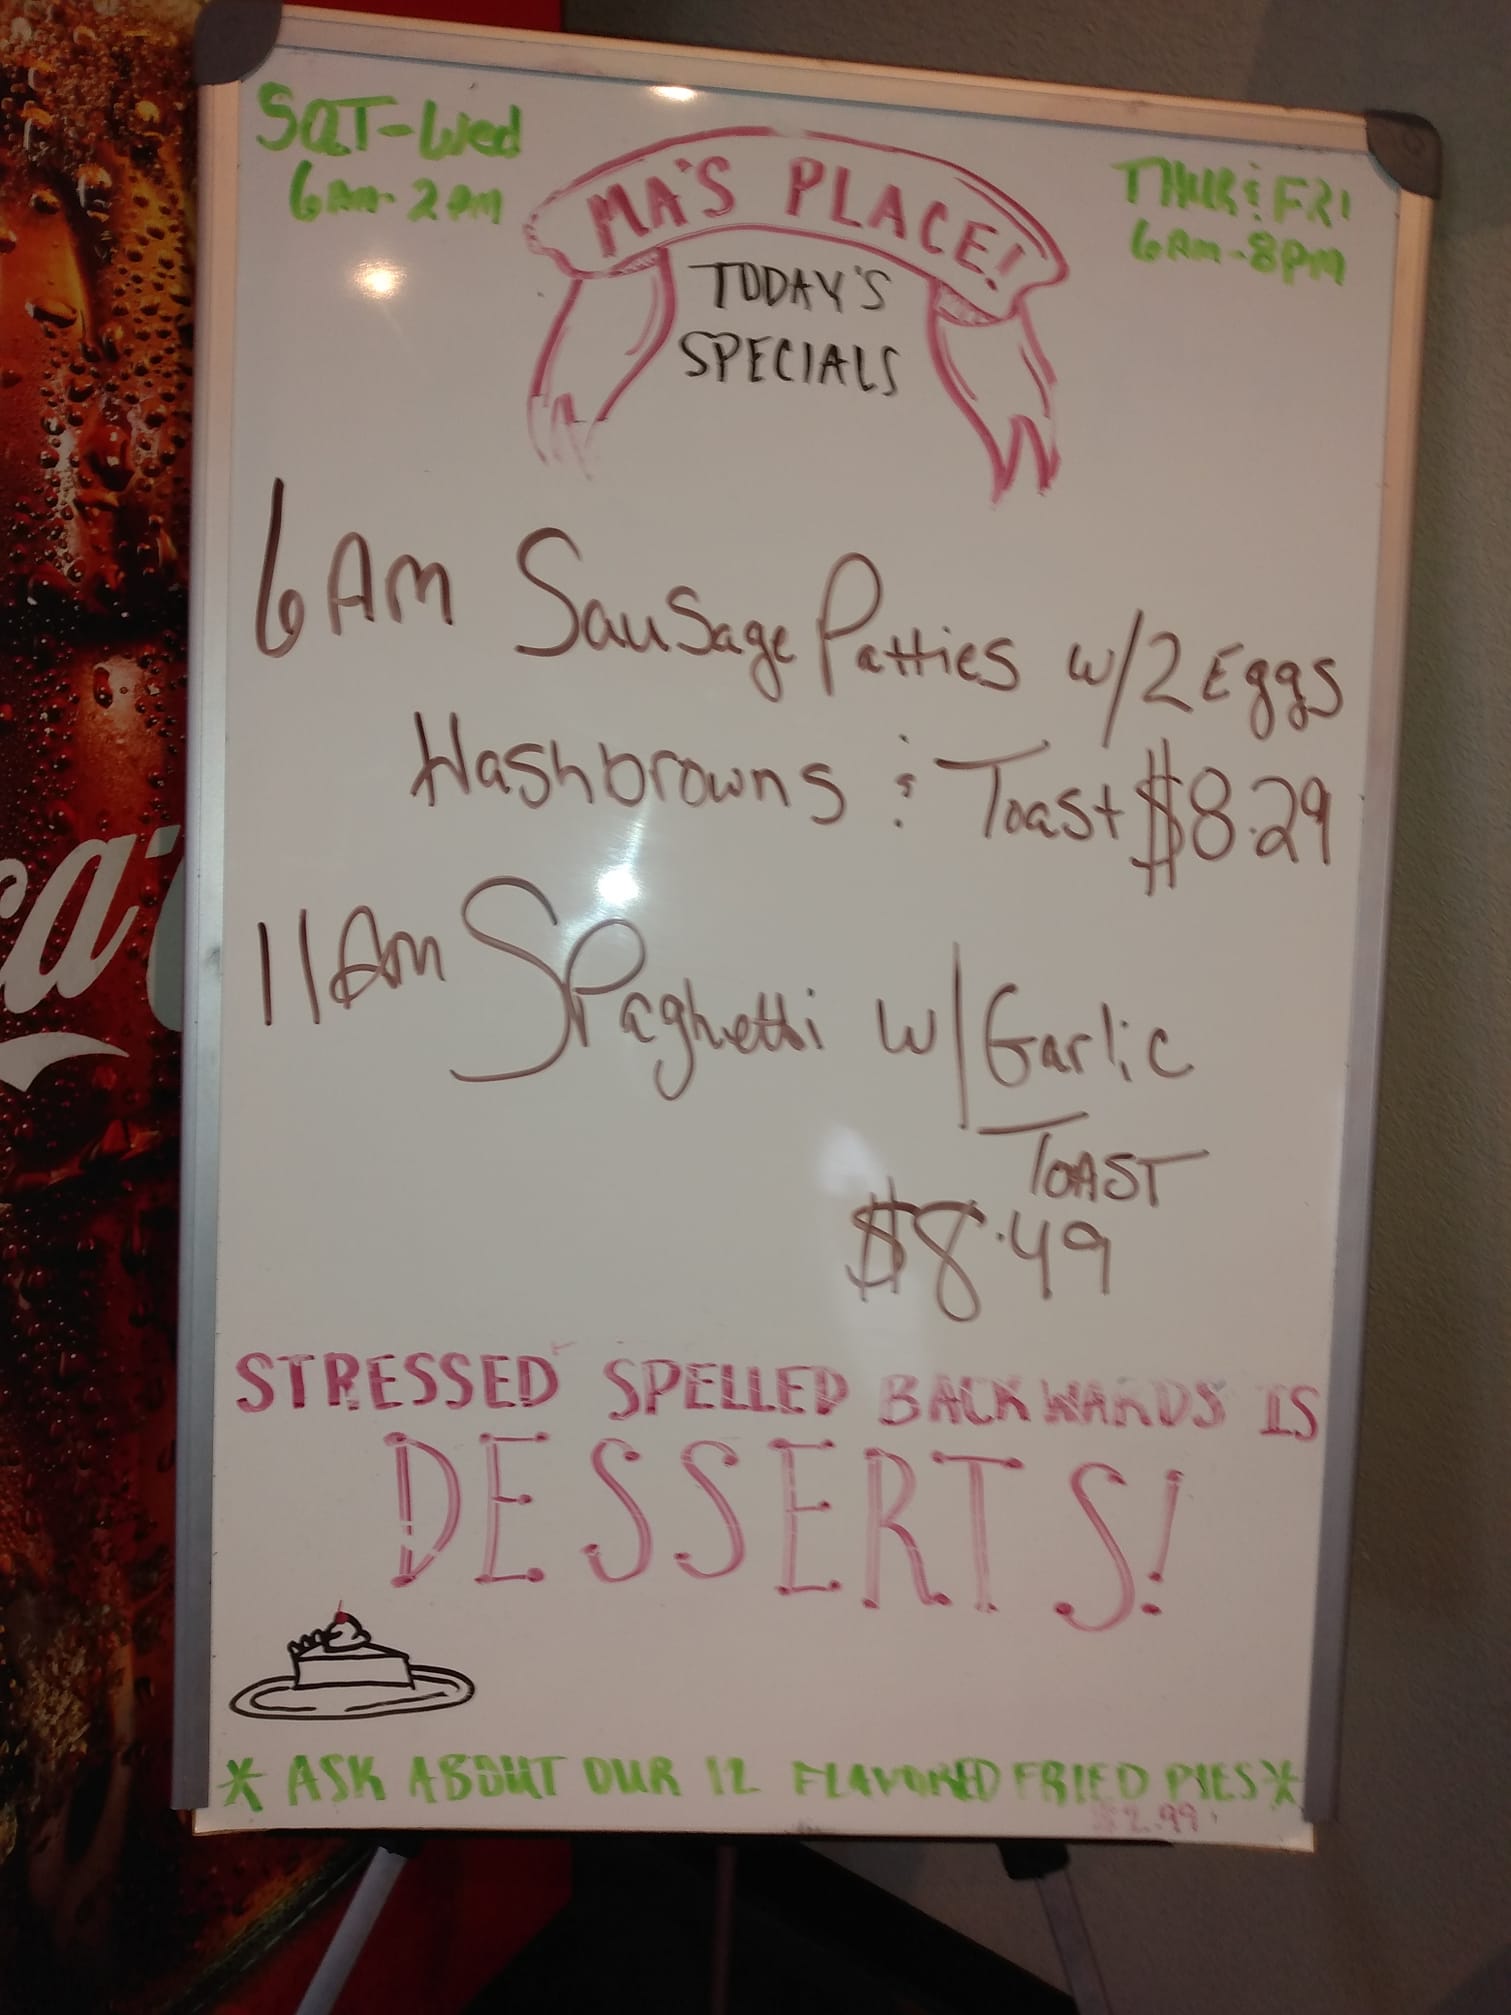 SAT-Wed
6AM-2PM
THUR & FRI
6AM-8PM
MA'S PLACE!
TODAY'S
SPECIALS
6AM Sausage Patties w/2 Eggs
Hashbrowns & Toast $8.29
11AM Spaghetti w/Garlic
TOAST
$8.49
STRESSED SPELLED BACKWARDS IS
DESSERTS!
* ASK ABOUT OUR 12 FLAVORED FRIED PIES *
$2.99